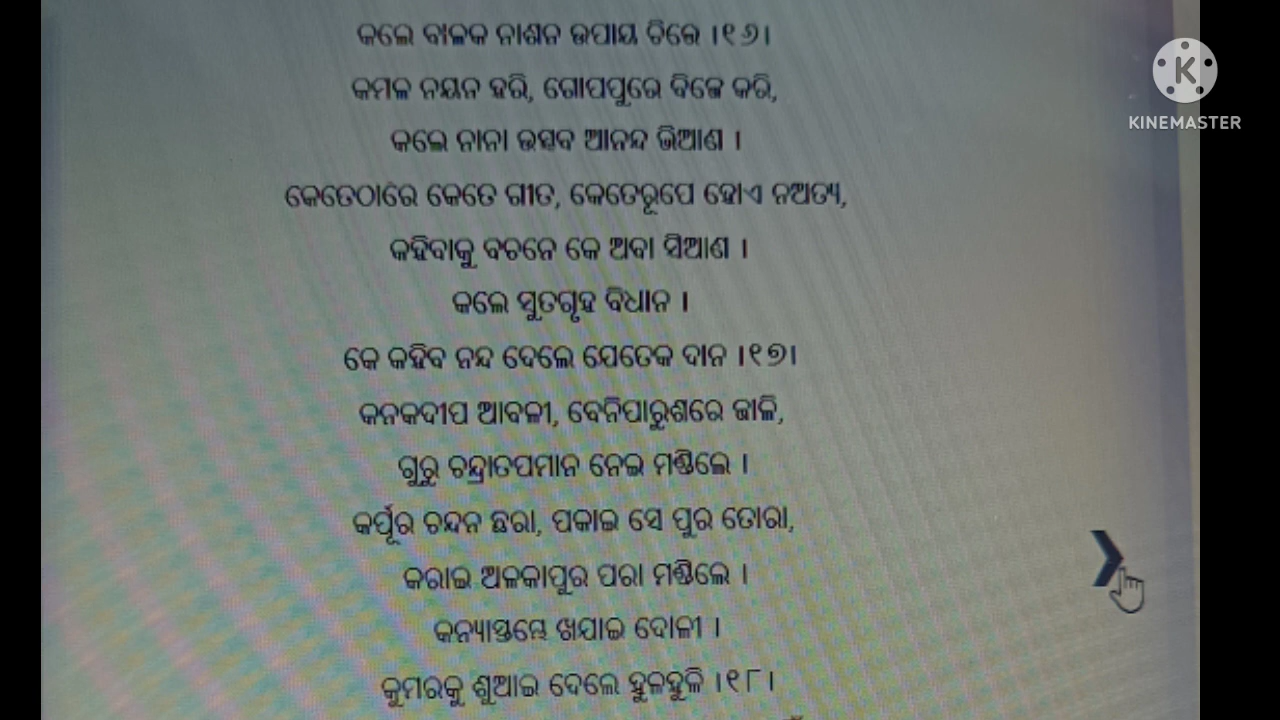 କଲେ ବାଳକ ନାଶନ ଉପାୟ ଚିରେ ।୧୬।
କମଳ ନୟନ ହରି, ଗୋପପୁରେ ବିଜେ କରି,
କଲେ ନାନା ଉତ୍ସବ ଆନନ୍ଦ ଭିଆଣ ।
କେତେଠାରେ କେତେ ଗୀତ, କେତେରୂପେ ହୋଏ ନଅତ୍ୟ,
କହିବାକୁ ବଚନେ କେ ଅବା ସିଆଣ ।
କଲେ ସୁତଗୃହ ବିଧାନ ।
କେ କହିବ ନନ୍ଦ ଦେଲେ ଯେତେକ ଦାନ ।୧୭।
କନକଦୀପ ଆବଳୀ, ବେନିପାରୁଶରେ ଜାଳି,
ଗୁରୁ ଚନ୍ଦ୍ରାତପମାନ ନେଇ ମଣ୍ଡିଲେ ।
କର୍ପୂର ଚନ୍ଦନ ଛରା, ପକାଇ ସେ ପୁର ତୋରା,
କରାଇ ଅଳକାପୁର ପରା ମଣ୍ଡିଲେ ।
କନ୍ୟାସ୍ତମ୍ଭେ ଖଯାଇ ଦୋଳୀ ।
କୁମରକୁ ଶୁଆଇ ଦେଲେ ହୁଳହୁଳି ।୧୮।
K
KINEMASTER